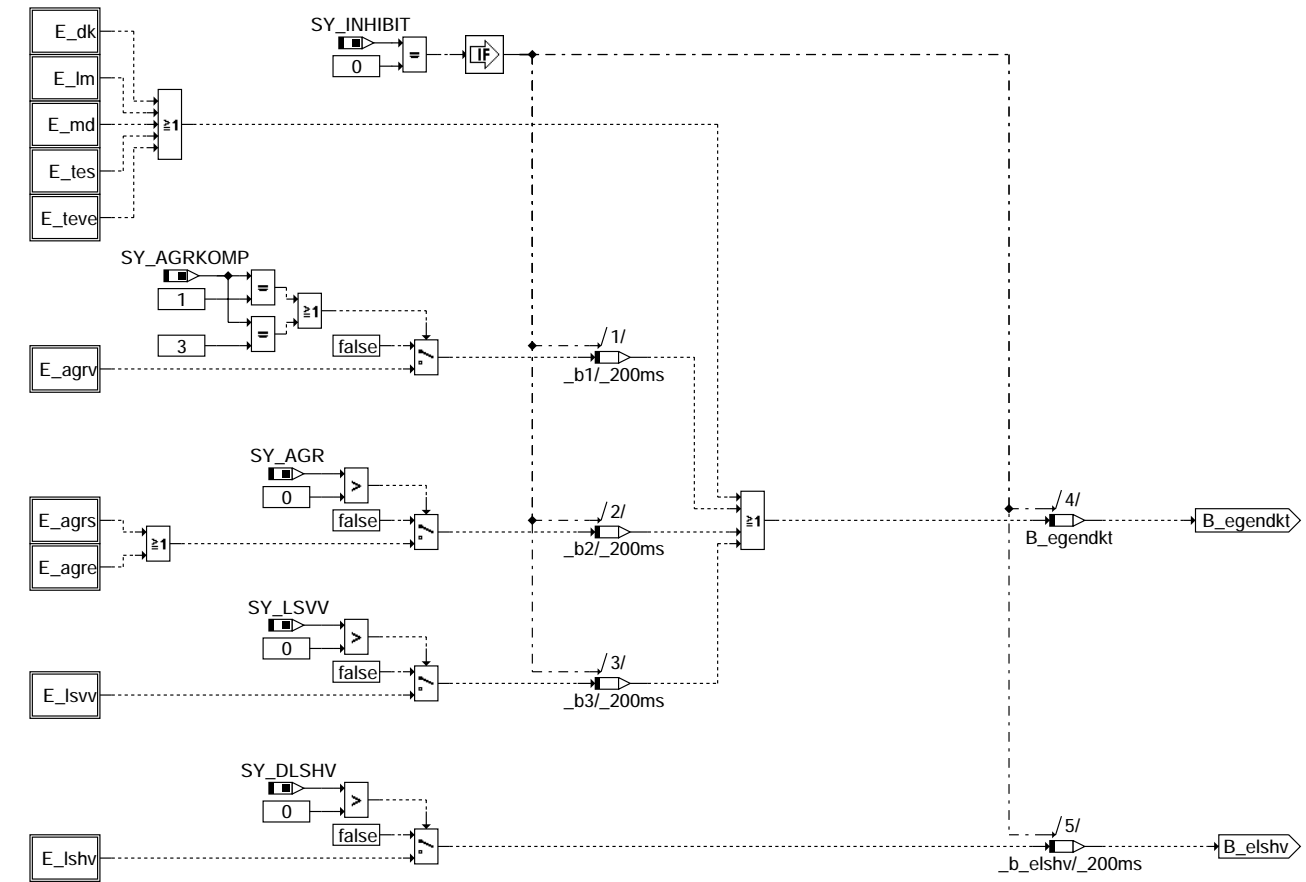 E_dk
SY_INHIBIT
0
=
IF
E_lm
E_md
≥1
E_tes
E_teve
SY_AGRKOMP
1
=
≥1
3
=
false
/1/
E_agrv
_b1/_200ms
SY_AGR
0
>
false
/2/
E_agrs
≥1
_b2/_200ms
≥1
/4/
B_egendkt
B_egendkt
E_agre
SY_LSVV
0
>
false
/3/
E_lsvv
_b3/_200ms
SY_DLSHV
0
>
false
/5/
E_lshv
_b_elshv/_200ms
B_elshv